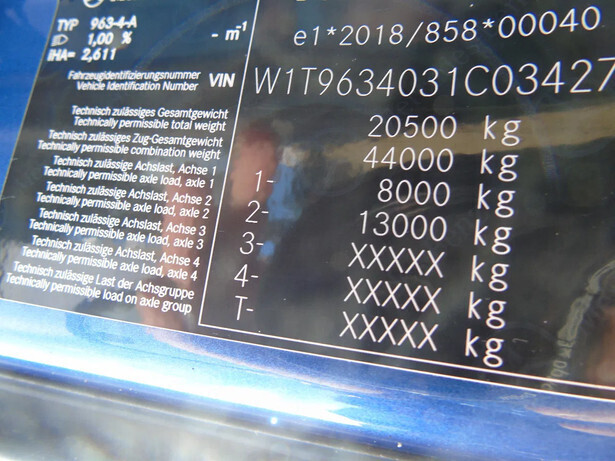 TYP 963-4-A
1,00 % - m⁻¹
IHA= 2,611
e1*2018/858*00040
Fahrzeugidentifizierungsnummer
Vehicle Identification Number
VIN W1T9634031C03427
Technisch zulässiges Gesamtgewicht
Technically permissible total weight
20500 kg
Technisch zulässiges Zug-Gesamtgewicht
Technically permissible combination weight
44000 kg
Technisch zulässige Achslast, Achse 1
Technically permissible axle load, axle 1
1- 8000 kg
Technisch zulässige Achslast, Achse 2
Technically permissible axle load, axle 2
2- 13000 kg
Technisch zulässige Achslast, Achse 3
Technically permissible axle load, axle 3
3- XXXXX kg
Technisch zulässige Achslast, Achse 4
Technically permissible axle load, axle 4
4- XXXXX kg
Technisch zulässige Last der Achsgruppe
Technically permissible load on axle group
T- XXXXX kg